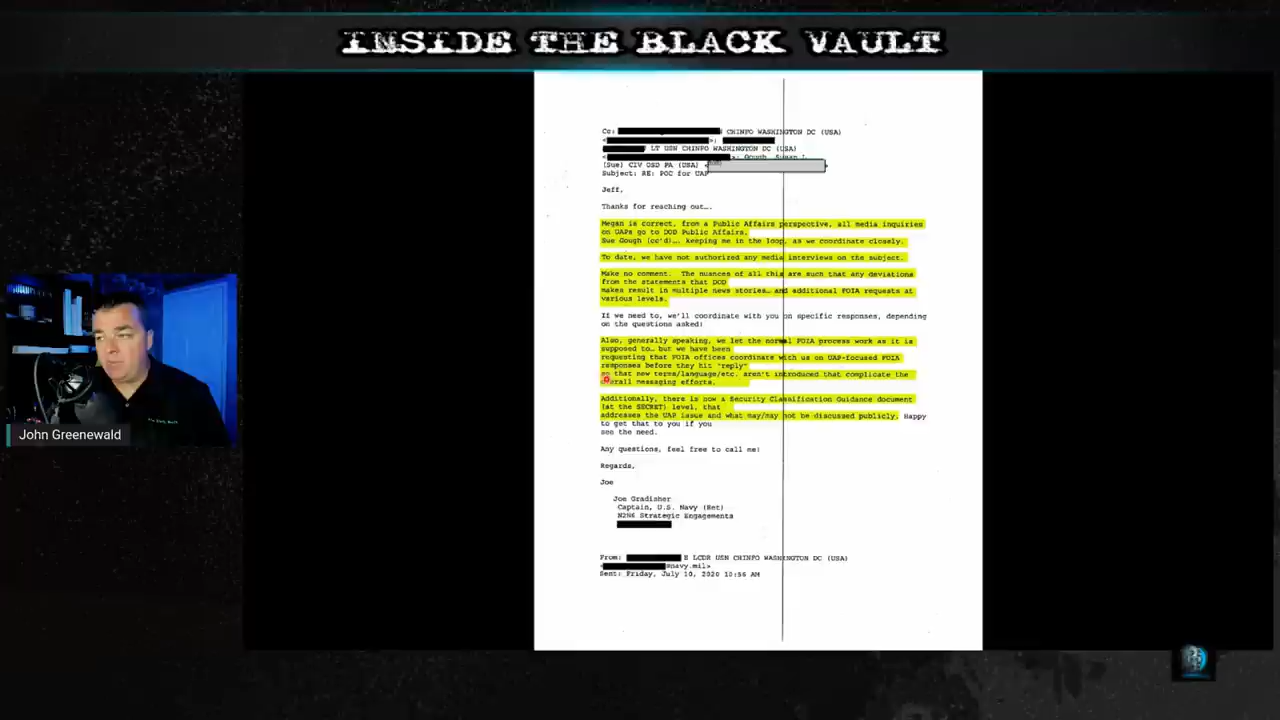 INSIDE THE BLACK VAULT
Cc: CHINFO WASHINGTON DC (USA)
LT USN CHINFO WASHINGTON DC (USA)
Gough, Susan L
(Sue) CIV OSD PA (USA)
Subject: RE: POC for UAP
Jeff,
Thanks for reaching out….
Megan is correct, from a Public Affairs perspective, all media inquiries
on UAPs go to DOD Public Affairs.
Sue Gough (cc'd)…. keeping me in the loop, as we coordinate closely.
To date, we have not authorized any media interviews on the subject.
Make no comment. The nuances of all this are such that any deviations
from the statements that DOD
makes result in multiple news stories… and additional FOIA requests at
various levels.
If we need to, we'll coordinate with you on specific responses, depending
on the questions asked!
Also, generally speaking, we let the normal FOIA process work as it is
supposed to… but we have been
requesting that FOIA offices coordinate with us on UAP-focused FOIA
responses before they hit "reply"
so that new terms/language/etc. aren't introduced that complicate the
overall messaging efforts.
Additionally, there is now a Security Classification Guidance document
(at the SECRET) level, that
addresses the UAP issue and what may/may not be discussed publicly. Happy
to get that to you if you
see the need.
Any questions, feel free to call me!
Regards,
Joe
Joe Gradisher
Captain, U.S. Navy (Ret)
N2N6 Strategic Engagements
From: E LCDR USN CHINFO WASHINGTON DC (USA)
@navy.mil>
Sent: Friday, July 10, 2020 10:56 AM
John Greenewald